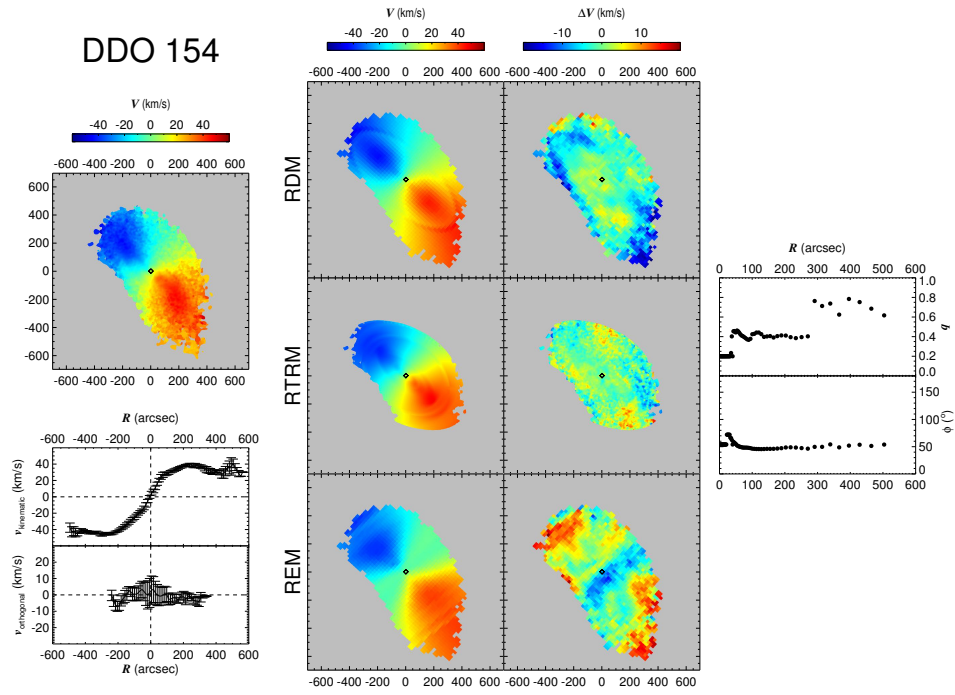 DDO 154
V (km/s)
-40 -20 0 20 40
-600 -400 -200 0 200 400 600
600
400
200
0
-200
-400
-600
-600 -400 -200 0 200 400 600
R (arcsec)
-600 -400 -200 0 200 400 600
40
20
0
-20
-40
v kinematic (km/s)
20
10
0
-10
-20
v orthogonal (km/s)
-600 -400 -200 0 200 400 600
R (arcsec)
V (km/s)
-40 -20 0 20 40
ΔV (km/s)
-10 0 10
-600 -400 -200 0 200 400 600
-600 -400 -200 0 200 400 600
RDM
RTRM
REM
-600 -400 -200 0 200 400 600
-600 -400 -200 0 200 400 600
R (arcsec)
0 100 200 300 400 500 600
1.0
0.8
0.6
0.4
0.2
0.0
q
150
100
50
0
ϕ (°)
0 100 200 300 400 500 600
R (arcsec)